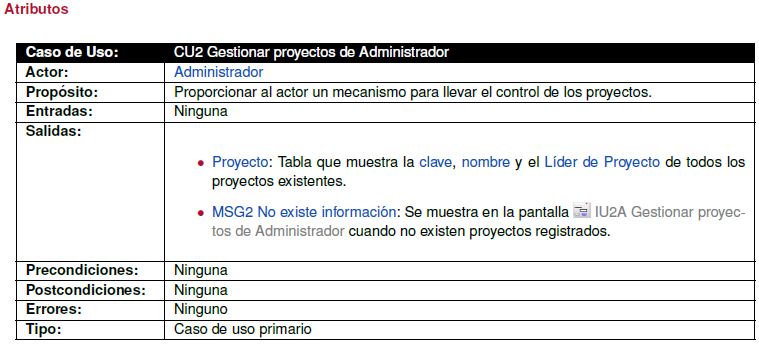 Atributos
Caso de Uso: CU2 Gestionar proyectos de Administrador
Actor: Administrador
Propósito: Proporcionar al actor un mecanismo para llevar el control de los proyectos.
Entradas: Ninguna
Salidas:
• Proyecto: Tabla que muestra la clave, nombre y el Líder de Proyecto de todos los
proyectos existentes.
• MSG2 No existe información: Se muestra en la pantalla IU2A Gestionar proyec-
tos de Administrador cuando no existen proyectos registrados.
Precondiciones: Ninguna
Postcondiciones: Ninguna
Errores: Ninguno
Tipo: Caso de uso primario